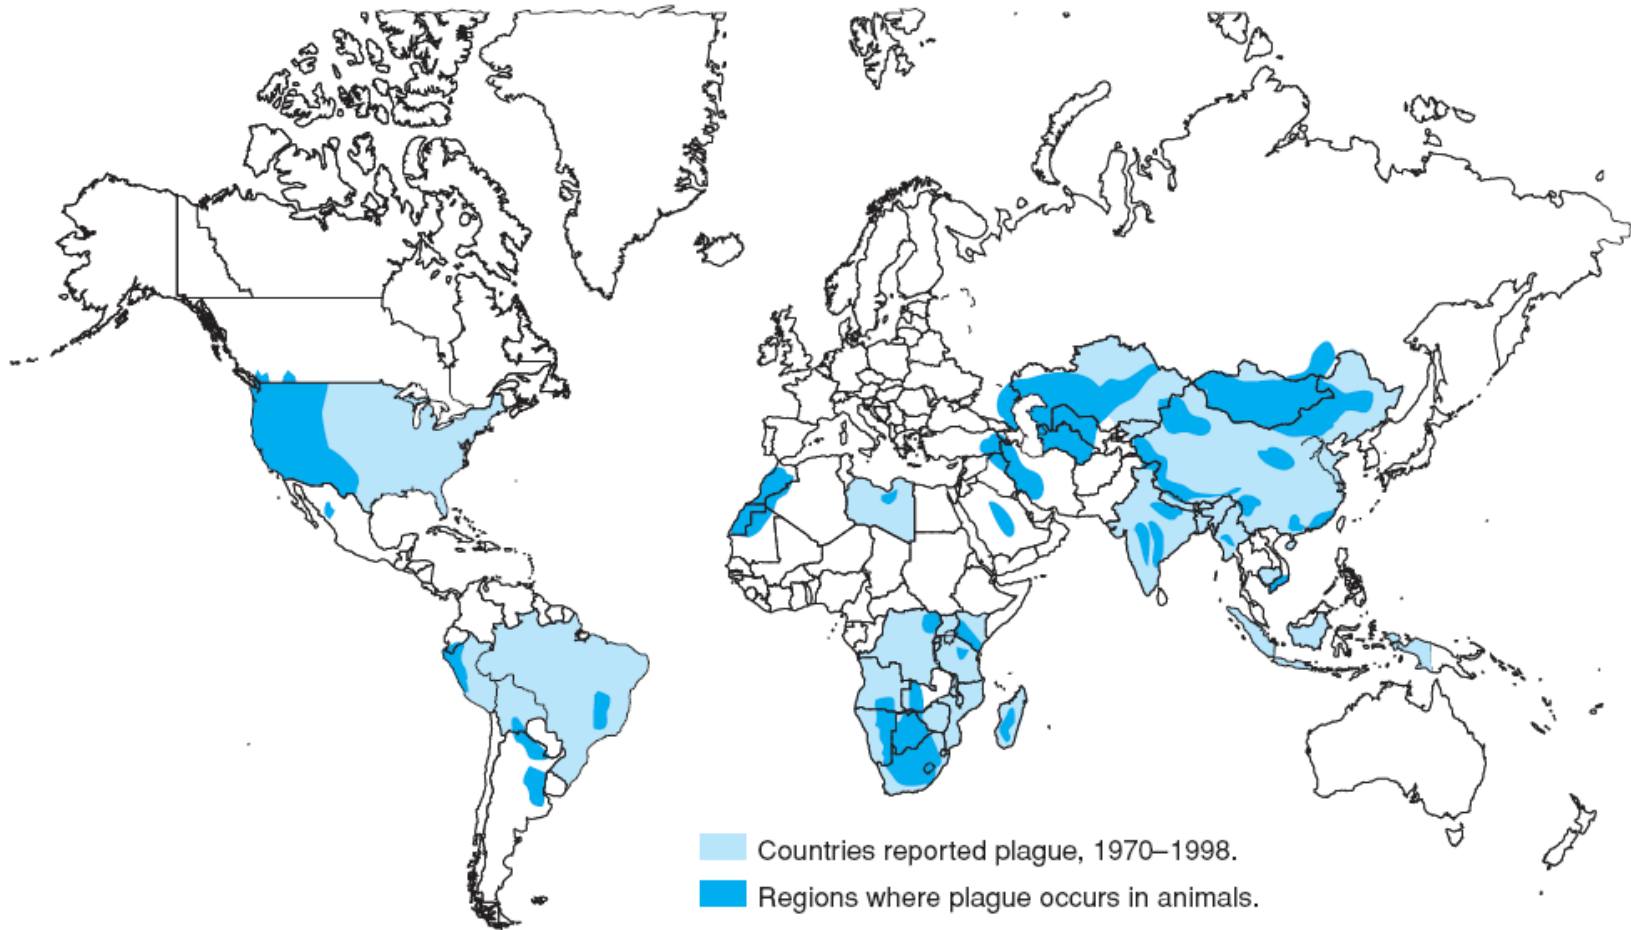 Countries reported plague, 1970–1998.
Regions where plague occurs in animals.